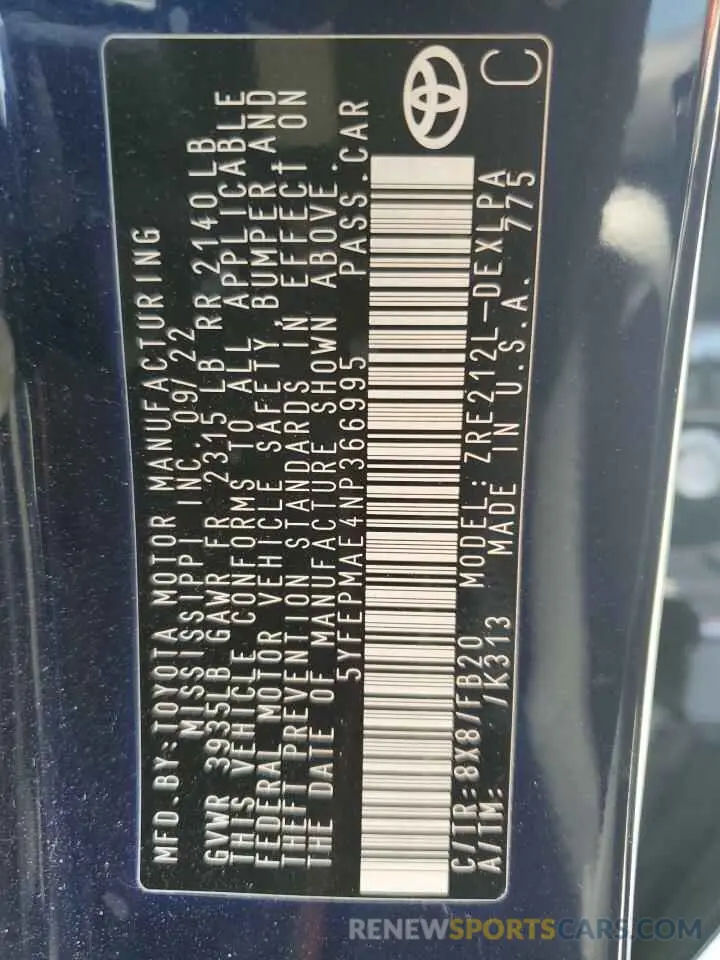 MFD.BY:TOYOTA MOTOR MANUFACTURING
MISSISSIPPI INC. 09/22
GVWR 3935LB GAWR FR 2315 LB RR 2140LB
THIS VEHICLE CONFORMS TO ALL APPLICABLE
FEDERAL MOTOR VEHICLE SAFETY, BUMPER AND
THEFT PREVENTION STANDARDS IN EFFECT ON
THE DATE OF MANUFACTURE SHOWN ABOVE.
5YFEPMAE4NP366995 PASS.CAR
C/TR:8X8/FB20 MODEL:ZRE212L-DEXLPA
A/TM: /K313 MADE IN U.S.A. 775
C
RENEWSPORTSCARS.COM